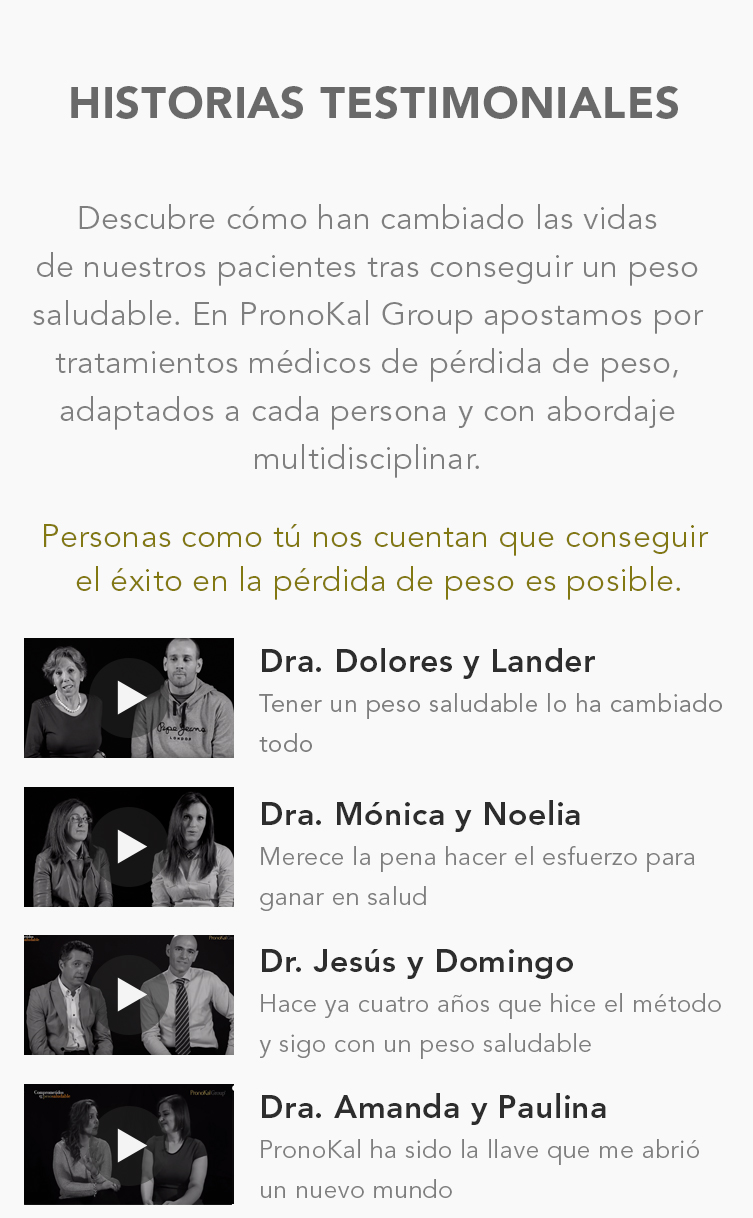 HISTORIAS TESTIMONIALES
Descubre cómo han cambiado las vidas
de nuestros pacientes tras conseguir un peso
saludable. En PronoKal Group apostamos por
tratamientos médicos de pérdida de peso,
adaptados a cada persona y con abordaje
multidisciplinar.
Personas como tú nos cuentan que conseguir
el éxito en la pérdida de peso es posible.
Pepe Jeans
LONDON
Dra. Dolores y Lander
Tener un peso saludable lo ha cambiado
todo
Dra. Mónica y Noelia
Merece la pena hacer el esfuerzo para
ganar en salud
Dr. Jesús y Domingo
Hace ya cuatro años que hice el método
y sigo con un peso saludable
PronoKalGroup
Dra. Amanda y Paulina
PronoKal ha sido la llave que me abrió
un nuevo mundo